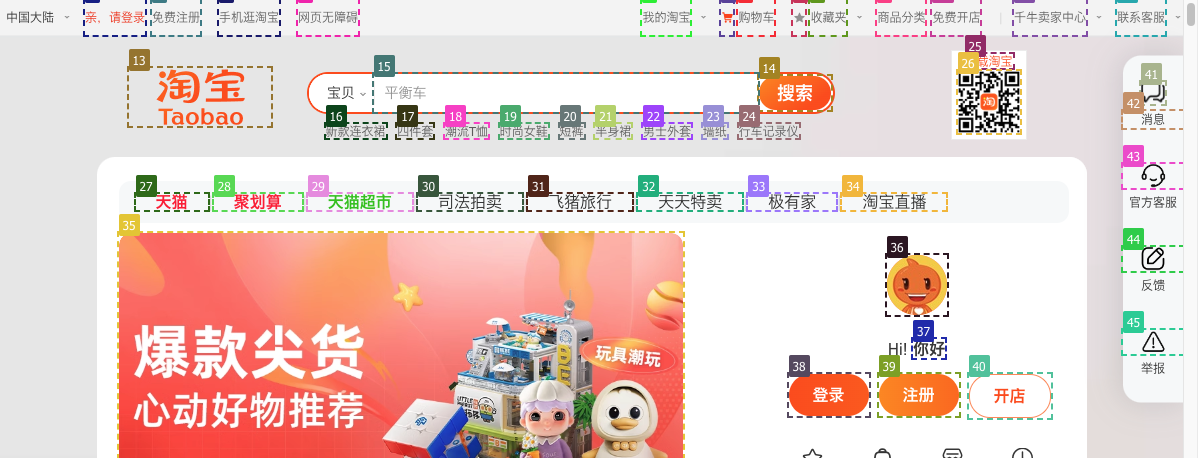 中国大陆 亲，请登录 免费注册 手机逛淘宝 网页无障碍 我的淘宝 购物车 收藏夹 商品分类 免费开店 千牛卖家中心 联系客服
13 淘宝 Taobao
15 宝贝 平衡车 14 搜索
25 26 藏淘宝
淘
16 17 18 19 20 21 22 23 24
新款连衣裙 四件套 潮流T恤 时尚女鞋 短裤 半身裙 男士外套 墙纸 行车记录仪
41
42 消息
43 官方客服
44 反馈
45 举报
27 28 29 30 31 32 33 34
天猫 聚划算 天猫超市 司法拍卖 飞猪旅行 天天特卖 极有家 淘宝直播
35
爆款尖货
心动好物推荐
玩具潮玩
36
37
Hi! 你好
38 39 40
登录 注册 开店